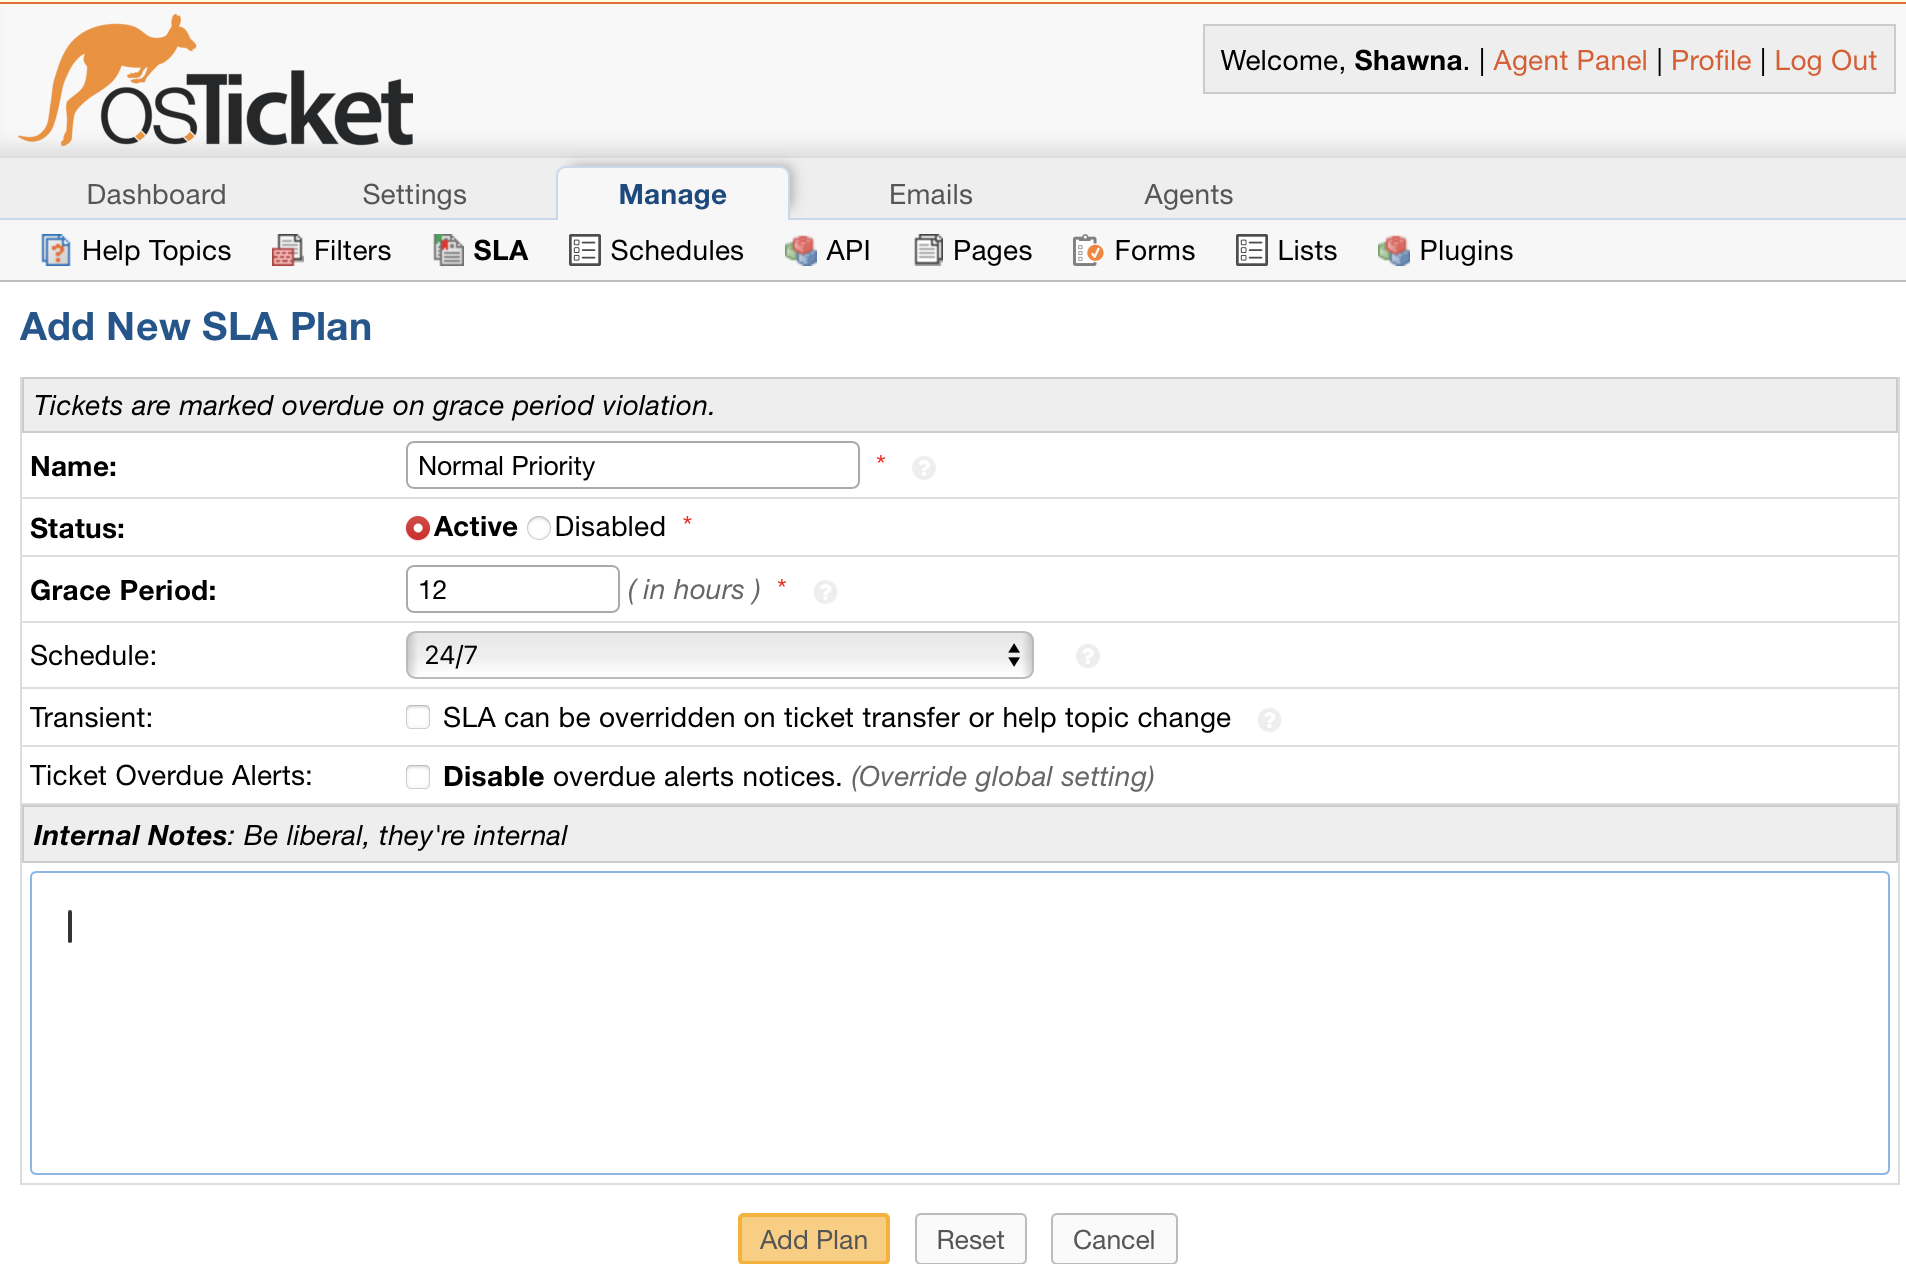 osTicket
Welcome, Shawna. | Agent Panel | Profile | Log Out
Dashboard Settings Manage Emails Agents
Help Topics Filters SLA Schedules API Pages Forms Lists Plugins
Add New SLA Plan
Tickets are marked overdue on grace period violation.
Name: Normal Priority * ?
Status: Active Disabled *
Grace Period: 12 ( in hours ) * ?
Schedule: 24/7 ?
Transient: SLA can be overridden on ticket transfer or help topic change ?
Ticket Overdue Alerts: Disable overdue alerts notices. (Override global setting)
Internal Notes: Be liberal, they're internal
Add Plan Reset Cancel